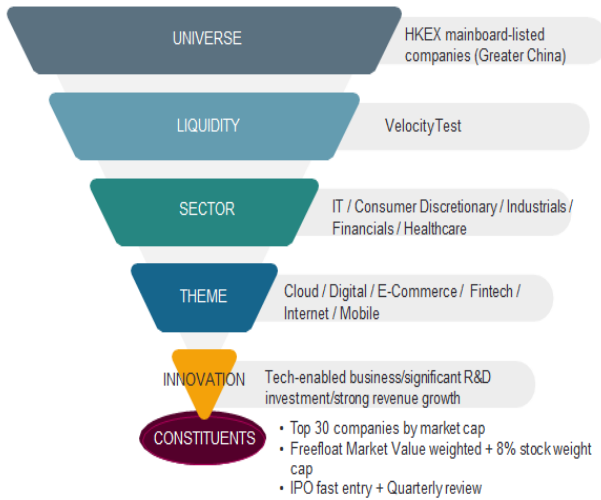 UNIVERSE
HKEX mainboard-listed
companies (Greater China)
LIQUIDITY
VelocityTest
SECTOR
IT / Consumer Discretionary / Industrials /
Financials / Healthcare
THEME
Cloud / Digital / E-Commerce / Fintech /
Internet / Mobile
INNOVATION
Tech-enabled business/significant R&D
investment/strong revenue growth
CONSTITUENTS
• Top 30 companies by market cap
• Freefloat Market Value weighted + 8% stock weight
cap
• IPO fast entry + Quarterly review